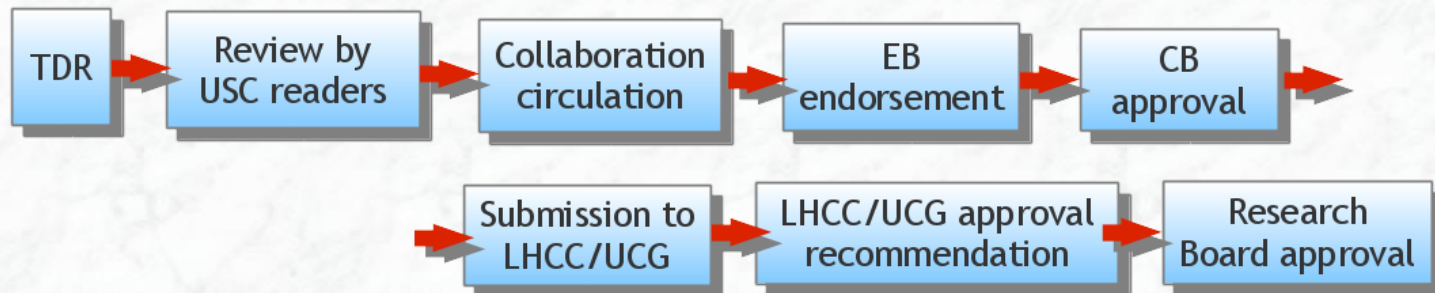 TDR
Review by
USC readers
Collaboration
circulation
EB
endorsement
CB
approval
Submission to
LHCC/UCG
LHCC/UCG approval
recommendation
Research
Board approval